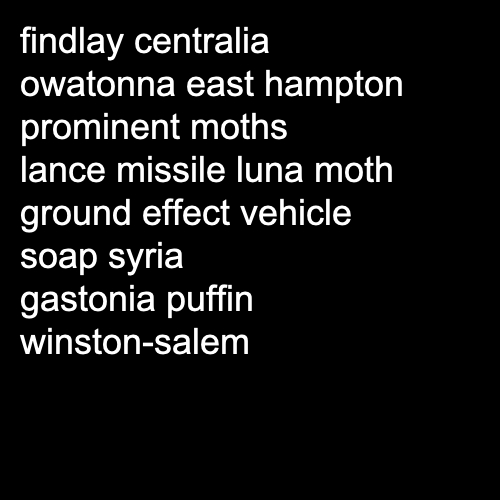 findlay centralia
owatonna east hampton
prominent moths
lance missile luna moth
ground effect vehicle
soap syria
gastonia puffin
winston-salem